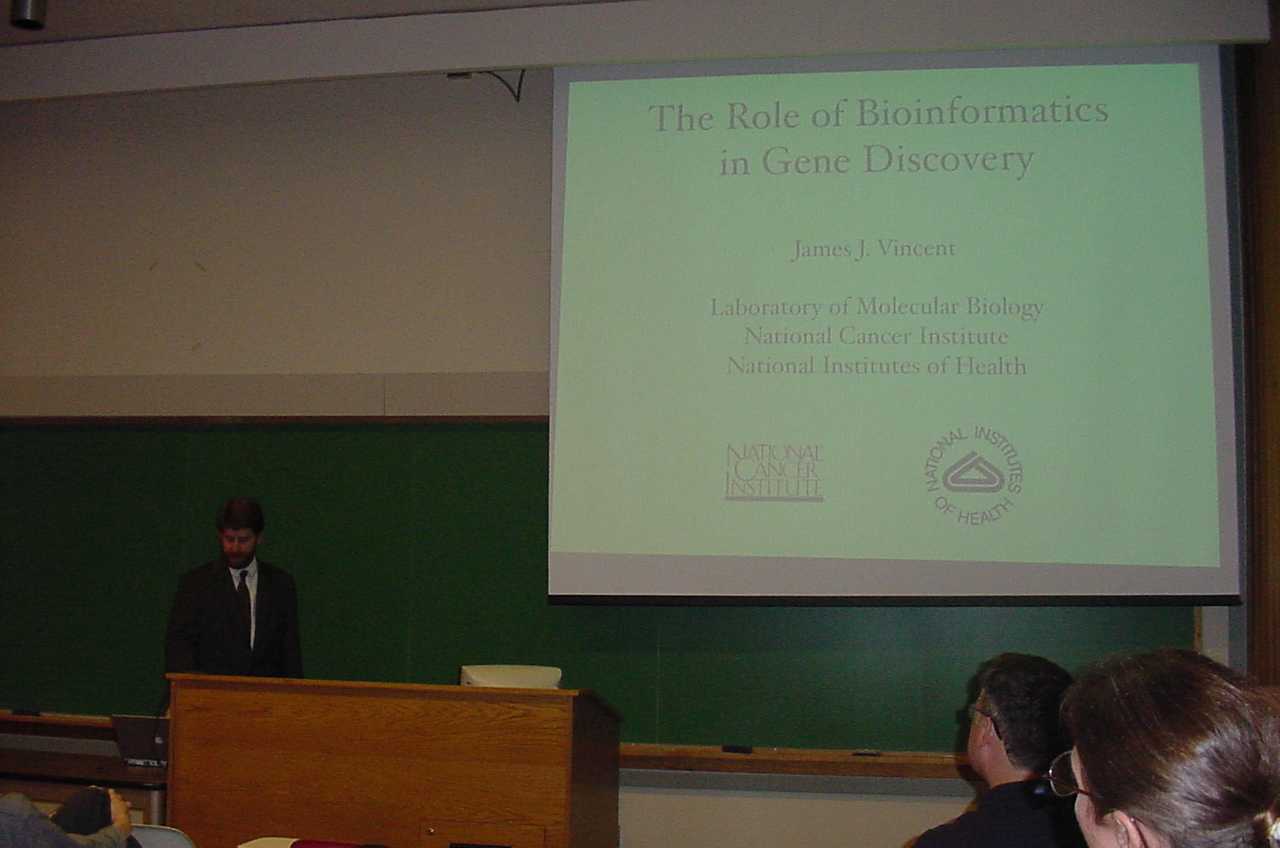 The Role of Bioinformatics
in Gene Discovery
James J. Vincent
Laboratory of Molecular Biology
National Cancer Institute
National Institutes of Health
NATIONAL
CANCER
INSTITUTE
NATIONAL INSTITUTES
OF HEALTH